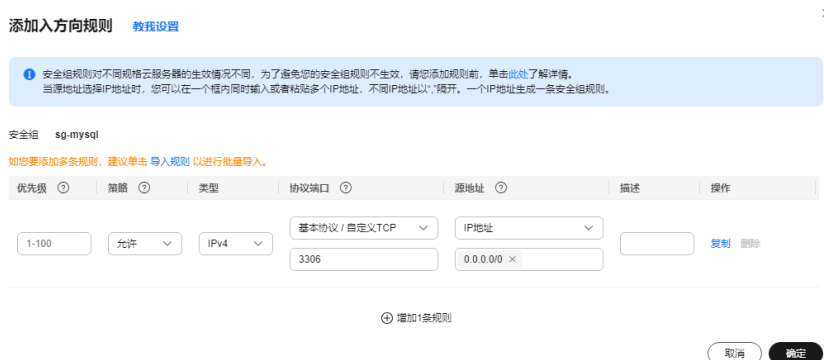 添加入方向规则 教我设置
安全组规则对不同规格云服务器的生效情况不同，为了避免您的安全组规则不生效，请您添加规则前，单击此处了解详情。
当源地址选择IP地址时，您可以在一个框内同时输入或者粘贴多个IP地址，不同IP地址以“,”隔开。一个IP地址生成一条安全组规则。
安全组 sg-mysql
如您要添加多条规则，建议单击 导入规则 以进行批量导入。
优先级 ? 策略 ? 类型 协议端口 ? 源地址 ? 描述 操作
1-100 允许 IPv4 基本协议 / 自定义TCP IP地址 复制 删除
3306 0.0.0.0/0 ×
增加1条规则
取消 确定